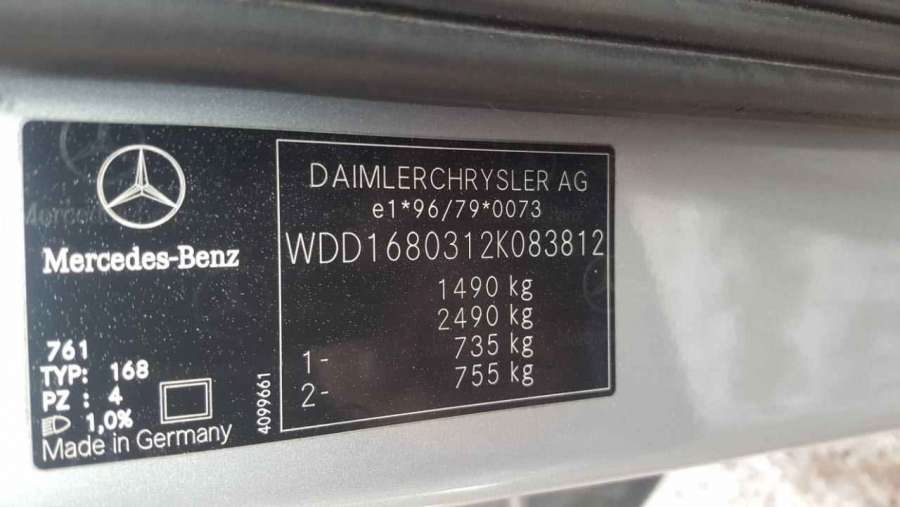 Mercedes-Benz
761
TYP: 168
PZ : 4
1,0%
Made in Germany
4099661
DAIMLERCHRYSLER AG
e1*96/79*0073
WDD1680312K083812
1490 kg
2490 kg
1- 735 kg
2- 755 kg